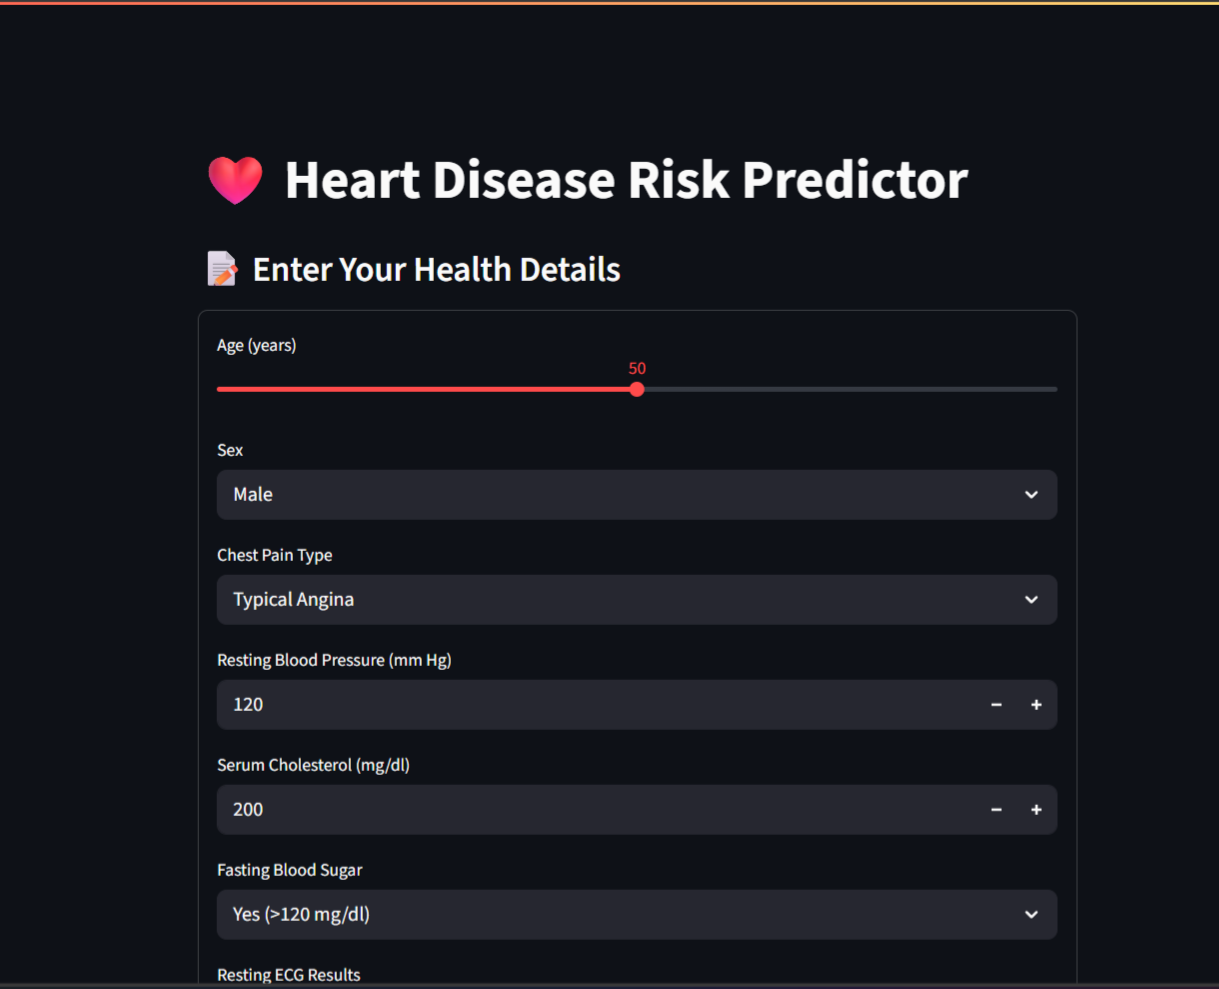 Heart Disease Risk Predictor
Enter Your Health Details
Age (years)
50
Sex
Male
Chest Pain Type
Typical Angina
Resting Blood Pressure (mm Hg)
120
Serum Cholesterol (mg/dl)
200
Fasting Blood Sugar
Yes (>120 mg/dl)
Resting ECG Results